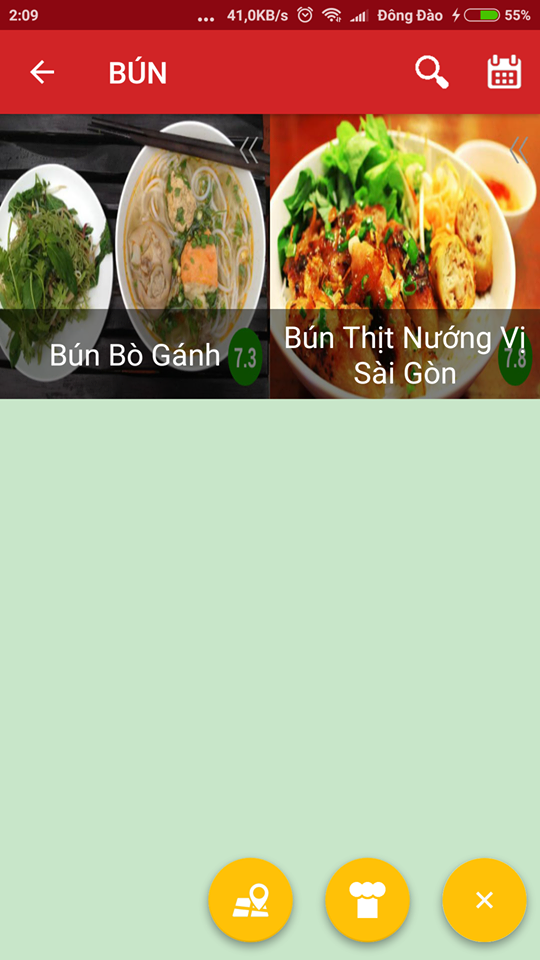 2:09 ... 41,0KB/s Đông Đào 55%
BÚN
Bún Bò Gánh 7.3
Bún Thịt Nướng Vị
Sài Gòn 7.8